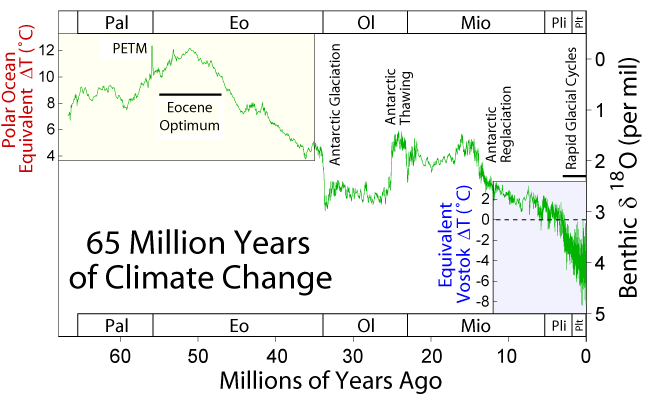 Pal Eo Ol Mio Pli Plt
PETM
Eocene
Optimum
Antarctic Glaciation
Antarctic
Thawing
Antarctic
Reglaciation
Rapid Glacial Cycles
Polar Ocean
Equivalent ΔT (°C)
12
10
8
6
4
0
1
2
3
4
5
Benthic δ 18O (per mil)
Equivalent
Vostok ΔT (°C)
2
0
-2
-4
-6
-8
65 Million Years
of Climate Change
Pal Eo Ol Mio Pli Plt
60 50 40 30 20 10 0
Millions of Years Ago